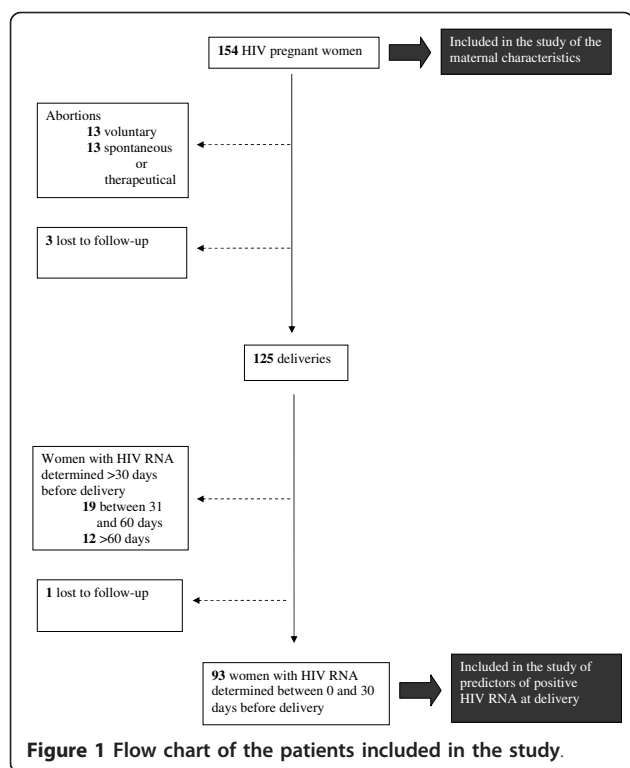 154 HIV pregnant women
Included in the study of the
maternal characteristics
Abortions
13 voluntary
13 spontaneous
or
therapeutical
3 lost to follow-up
125 deliveries
Women with HIV RNA
determined >30 days
before delivery
19 between 31
and 60 days
12 >60 days
1 lost to follow-up
93 women with HIV RNA
determined between 0 and 30
days before delivery
Included in the study of
predictors of positive
HIV RNA at delivery
Figure 1 Flow chart of the patients included in the study.